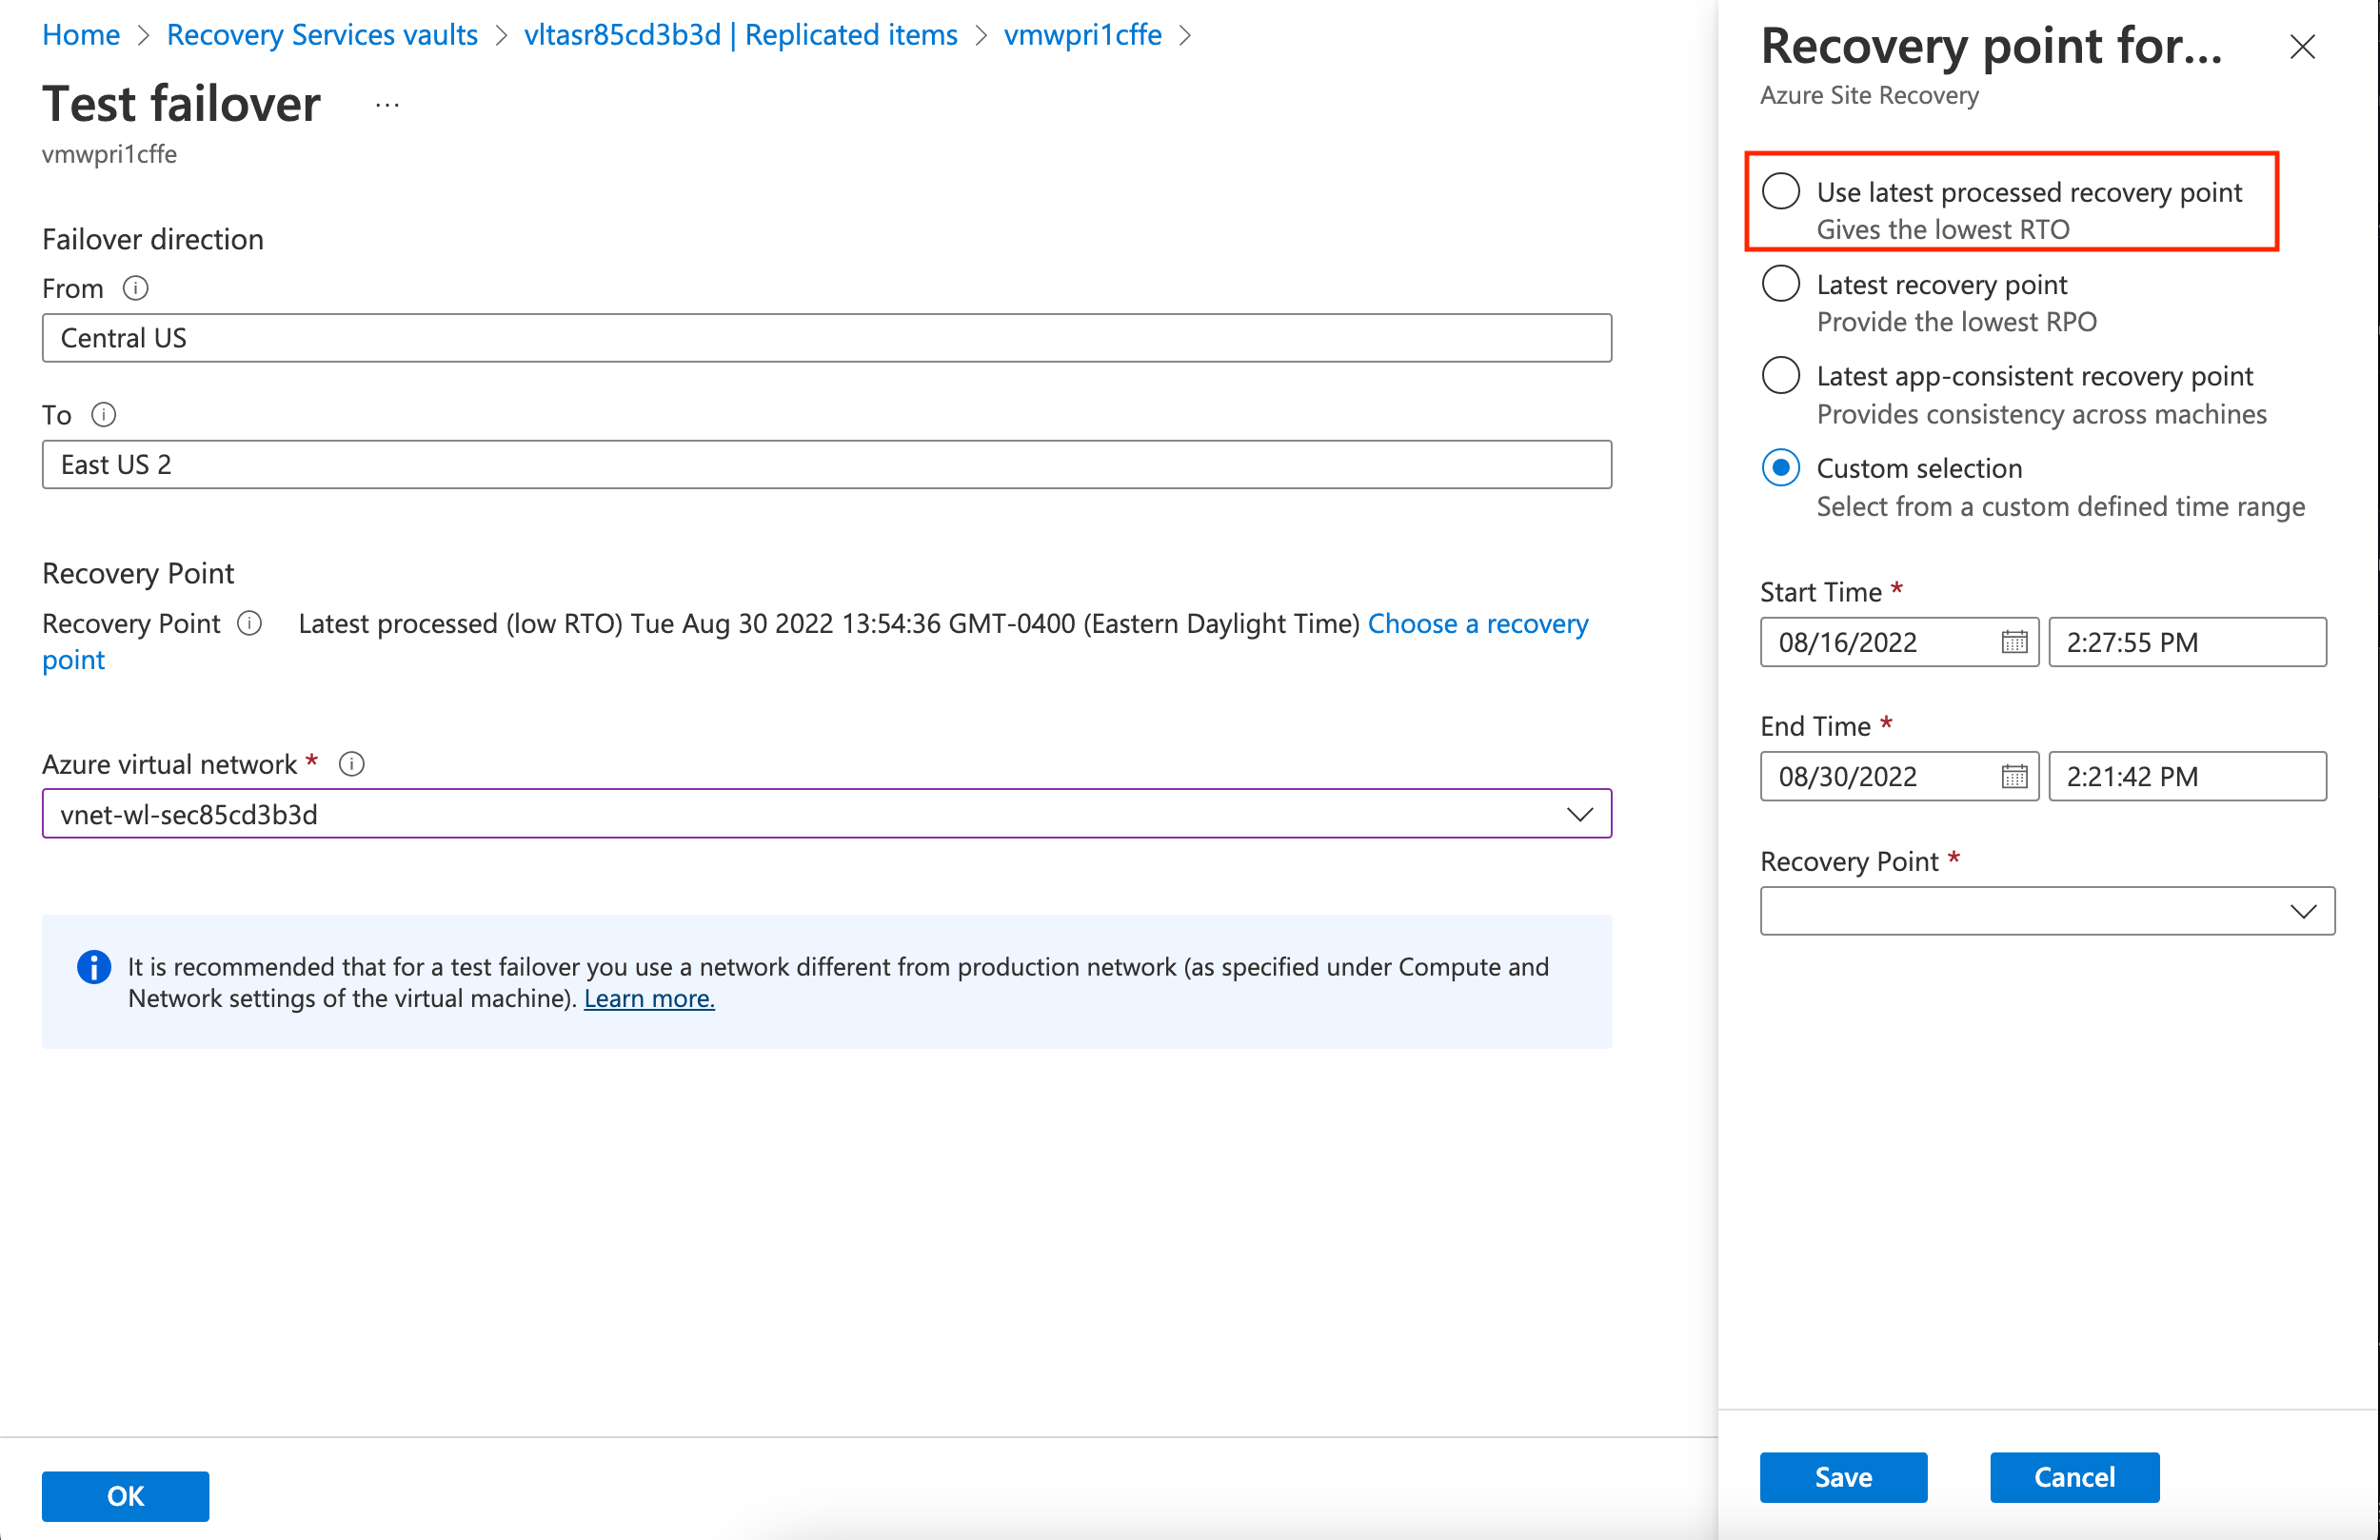 Home > Recovery Services vaults > vltasr85cd3b3d | Replicated items > vmwpri1cffe >
Test failover ...
vmwpri1cffe
Failover direction
From
Central US
To
East US 2
Recovery Point
Recovery Point Latest processed (low RTO) Tue Aug 30 2022 13:54:36 GMT-0400 (Eastern Daylight Time) Choose a recovery
point
Azure virtual network *
vnet-wl-sec85cd3b3d
It is recommended that for a test failover you use a network different from production network (as specified under Compute and
Network settings of the virtual machine). Learn more.
OK
Recovery point for...
Azure Site Recovery
Use latest processed recovery point
Gives the lowest RTO
Latest recovery point
Provide the lowest RPO
Latest app-consistent recovery point
Provides consistency across machines
Custom selection
Select from a custom defined time range
Start Time *
08/16/2022 2:27:55 PM
End Time *
08/30/2022 2:21:42 PM
Recovery Point *
Save Cancel